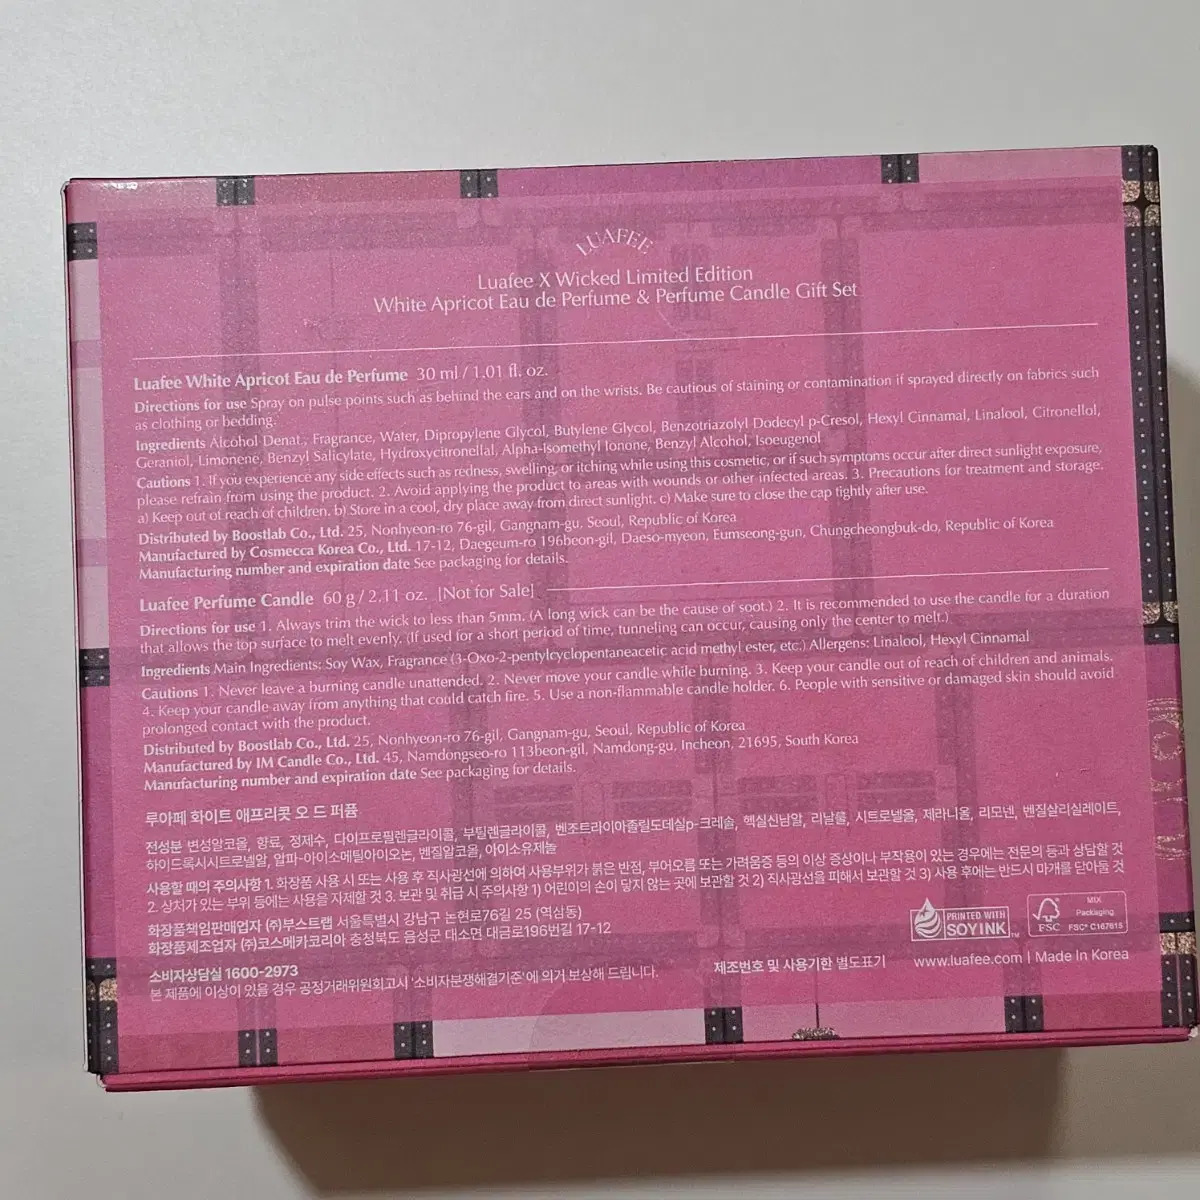 LUAFEE
Luafee X Wicked Limited Edition
White Apricot Eau de Perfume & Perfume Candle Gift Set
Luafee White Apricot Eau de Perfume 30 ml / 1.01 fl. oz.
Directions for use Spray on pulse points such as behind the ears and on the wrists. Be cautious of staining or contamination if sprayed directly on fabrics such
as clothing or bedding.
Ingredients Alcohol Denat., Fragrance, Water, Dipropylene Glycol, Butylene Glycol, Benzotriazolyl Dodecyl p-Cresol, Hexyl Cinnamal, Linalool, Citronellol,
Geraniol, Limonene, Benzyl Salicylate, Hydroxycitronellal, Alpha-Isomethyl Ionone, Benzyl Alcohol, Isoeugenol
Cautions 1. If you experience any side effects such as redness, swelling, or itching while using this cosmetic, or if such symptoms occur after direct sunlight exposure,
please refrain from using the product. 2. Avoid applying the product to areas with wounds or other infected areas. 3. Precautions for treatment and storage.
a) Keep out of reach of children. b) Store in a cool, dry place away from direct sunlight. c) Make sure to close the cap tightly after use.
Distributed by Boostlab Co., Ltd. 25, Nonhyeon-ro 76-gil, Gangnam-gu, Seoul, Republic of Korea
Manufactured by Cosmecca Korea Co., Ltd. 17-12, Daegeum-ro 196beon-gil, Daeso-myeon, Eumseong-gun, Chungcheongbuk-do, Republic of Korea
Manufacturing number and expiration date See packaging for details.
Luafee Perfume Candle 60 g / 2.11 oz. [Not for Sale]
Directions for use 1. Always trim the wick to less than 5mm. (A long wick can be the cause of soot.) 2. It is recommended to use the candle for a duration
that allows the top surface to melt evenly. (If used for a short period of time, tunneling can occur, causing only the center to melt.)
Ingredients Main Ingredients: Soy Wax, Fragrance (3-Oxo-2-pentylcyclopentaneacetic acid methyl ester, etc.) Allergens: Linalool, Hexyl Cinnamal
Cautions 1. Never leave a burning candle unattended. 2. Never move your candle while burning. 3. Keep your candle out of reach of children and animals.
4. Keep your candle away from anything that could catch fire. 5. Use a non-flammable candle holder. 6. People with sensitive or damaged skin should avoid
prolonged contact with the product.
Distributed by Boostlab Co., Ltd. 25, Nonhyeon-ro 76-gil, Gangnam-gu, Seoul, Republic of Korea
Manufactured by IM Candle Co., Ltd. 45, Namdongseo-ro 113beon-gil, Namdong-gu, Incheon, 21695, South Korea
Manufacturing number and expiration date See packaging for details.
루아페 화이트 애프리콧 오 드 퍼퓸
전성분 변성알코올, 향료, 정제수, 다이프로필렌글라이콜, 부틸렌글라이콜, 벤조트라이아졸릴도데실p-크레솔, 헥실신남알, 리날룰, 시트로넬올, 제라니올, 리모넨, 벤질살리실레이트,
하이드록시시트로넬알, 알파-아이소메틸아이오논, 벤질알코올, 아이소유제놀
사용할 때의 주의사항 1. 화장품 사용 시 또는 사용 후 직사광선에 의하여 사용부위가 붉은 반점, 부어오름 또는 가려움증 등의 이상 증상이나 부작용이 있는 경우에는 전문의 등과 상담할 것
2. 상처가 있는 부위 등에는 사용을 자제할 것 3. 보관 및 취급 시 주의사항 1) 어린이의 손이 닿지 않는 곳에 보관할 것 2) 직사광선을 피해서 보관할 것 3) 사용 후에는 반드시 마개를 닫아둘 것
화장품책임판매업자 (주)부스트랩 서울특별시 강남구 논현로76길 25 (역삼동)
화장품제조업자 (주)코스메카코리아 충청북도 음성군 대소면 대금로196번길 17-12
PRINTED WITH
SOY INK™
FSC
MIX
Packaging
FSC® C167615
소비자상담실 1600-2973
본 제품에 이상이 있을 경우 공정거래위원회고시 '소비자분쟁해결기준'에 의거 보상해 드립니다.
제조번호 및 사용기한 별도표기
www.luafee.com | Made In Korea